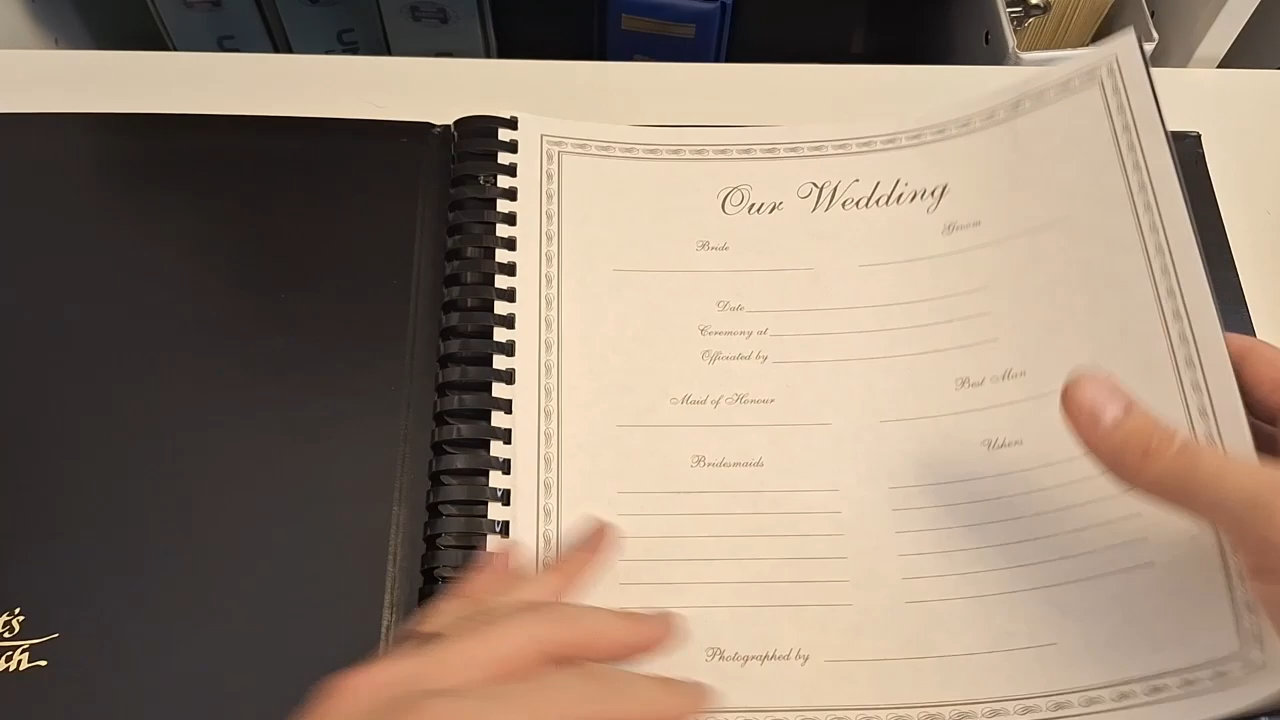 Our Wedding
Bride
Groom
Date
Ceremony at
Officiated by
Best Man
Maid of Honour
Ushers
Bridesmaids
Photographed by